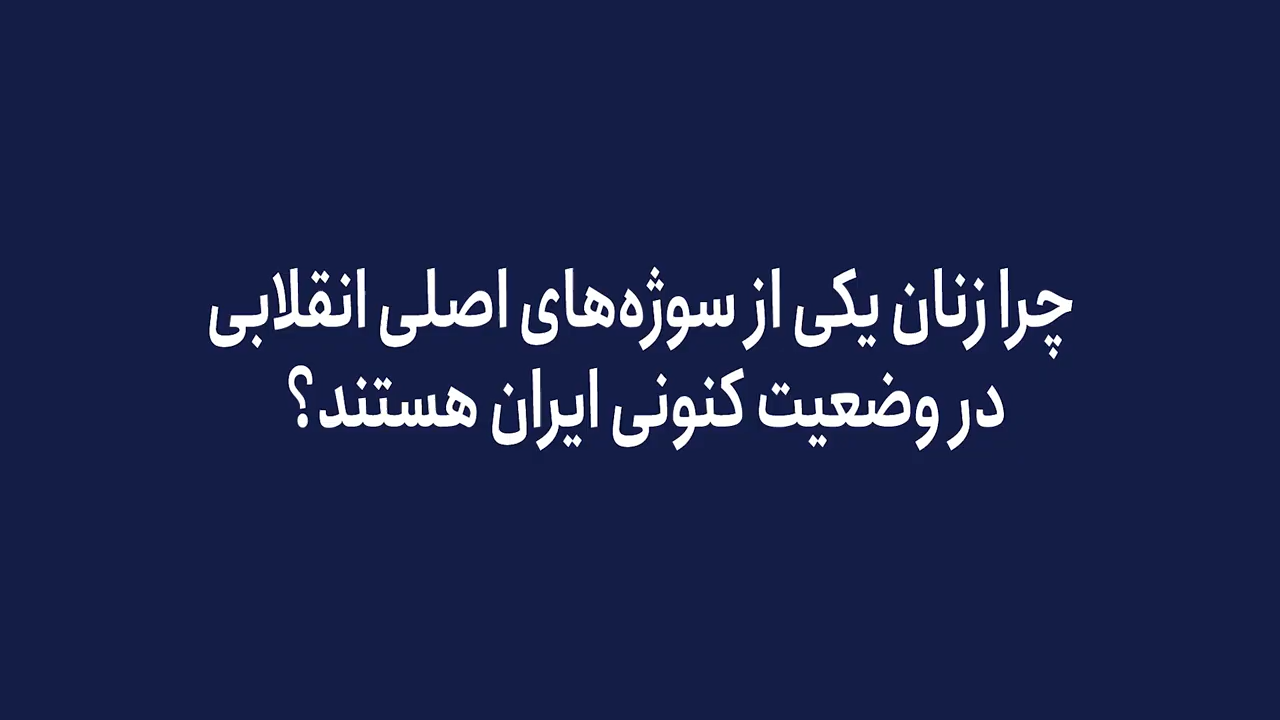 چرا زنان یکی از سوژه‌های اصلی انقلابی
در وضعیت کنونی ایران هستند؟